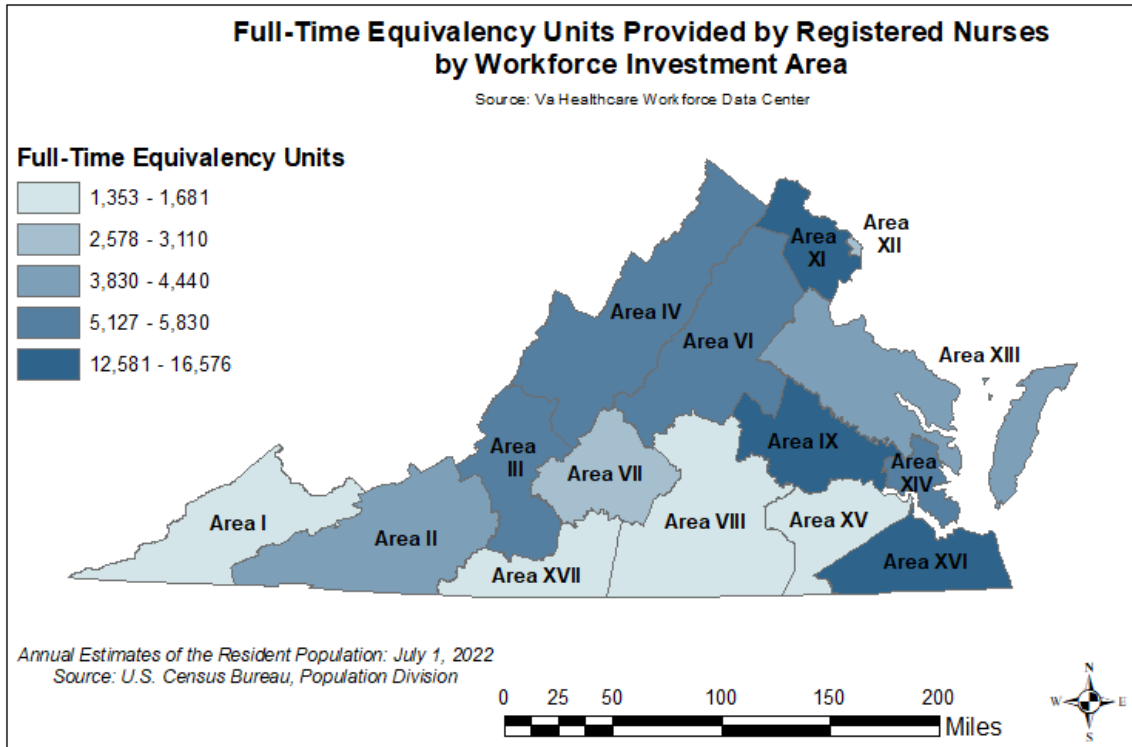 Full-Time Equivalency Units Provided by Registered Nurses
by Workforce Investment Area
Source: Va Healthcare Workforce Data Center
Full-Time Equivalency Units
1,353 - 1,681
2,578 - 3,110
3,830 - 4,440
5,127 - 5,830
12,581 - 16,576
Area
XII
Area
XI
Area IV
Area VI
Area XIII
Area
III
Area IX
Area VII
Area
XIV
Area I
Area II
Area VIII
Area XV
Area XVII
Area XVI
Annual Estimates of the Resident Population: July 1, 2022
Source: U.S. Census Bureau, Population Division
0 25 50 100 150 200
Miles
N
W E
S